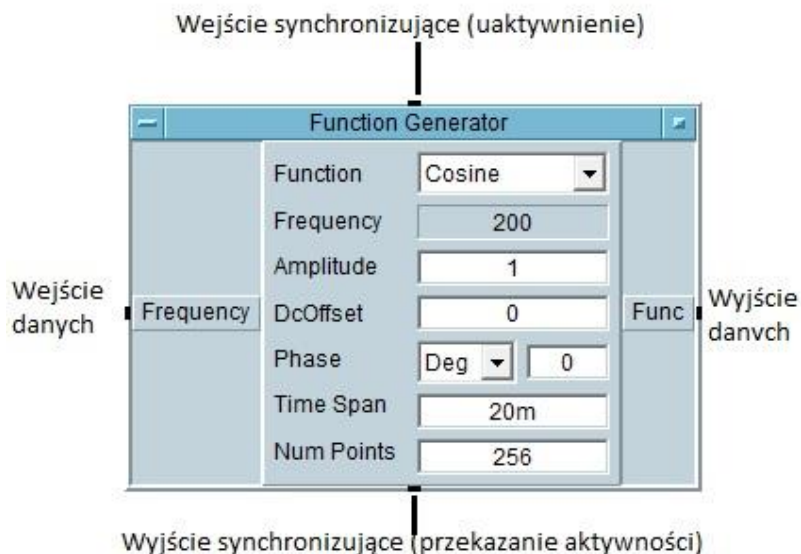 Wejście synchronizujące (uaktywnienie)
Function Generator
Function Cosine
Frequency 200
Amplitude 1
Wejście
danych
Frequency
DcOffset 0
Func
Wyjście
danych
Phase Deg 0
Time Span 20m
Num Points 256
Wyjście synchronizujące (przekazanie aktywności)